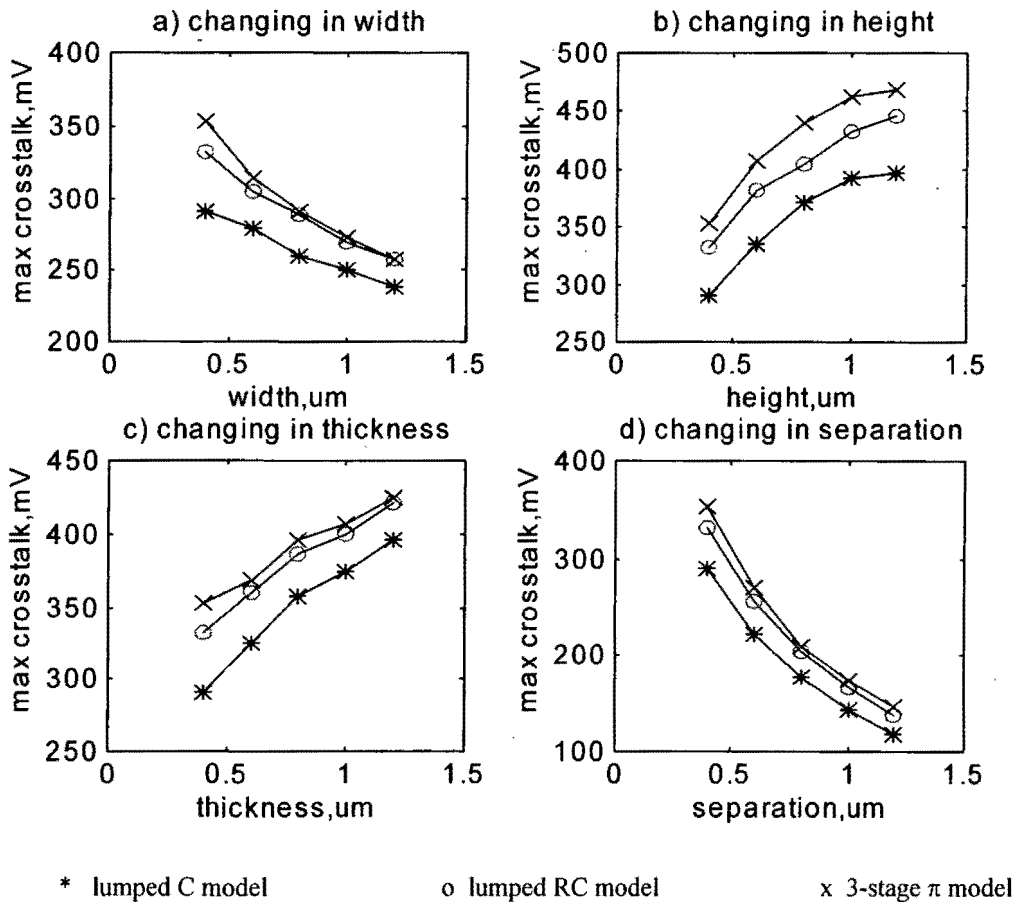 a) changing in width
max crosstalk,mV
400
350
300
250
200
0
0.5
1
1.5
width,um
b) changing in height
max crosstalk,mV
500
450
400
350
300
250
0
0.5
1
1.5
height,um
c) changing in thickness
max crosstalk,mV
450
400
350
300
250
0
0.5
1
1.5
thickness,um
d) changing in separation
max crosstalk,mV
400
300
200
100
0
0.5
1
1.5
separation,um
* lumped C model o lumped RC model x 3-stage π model